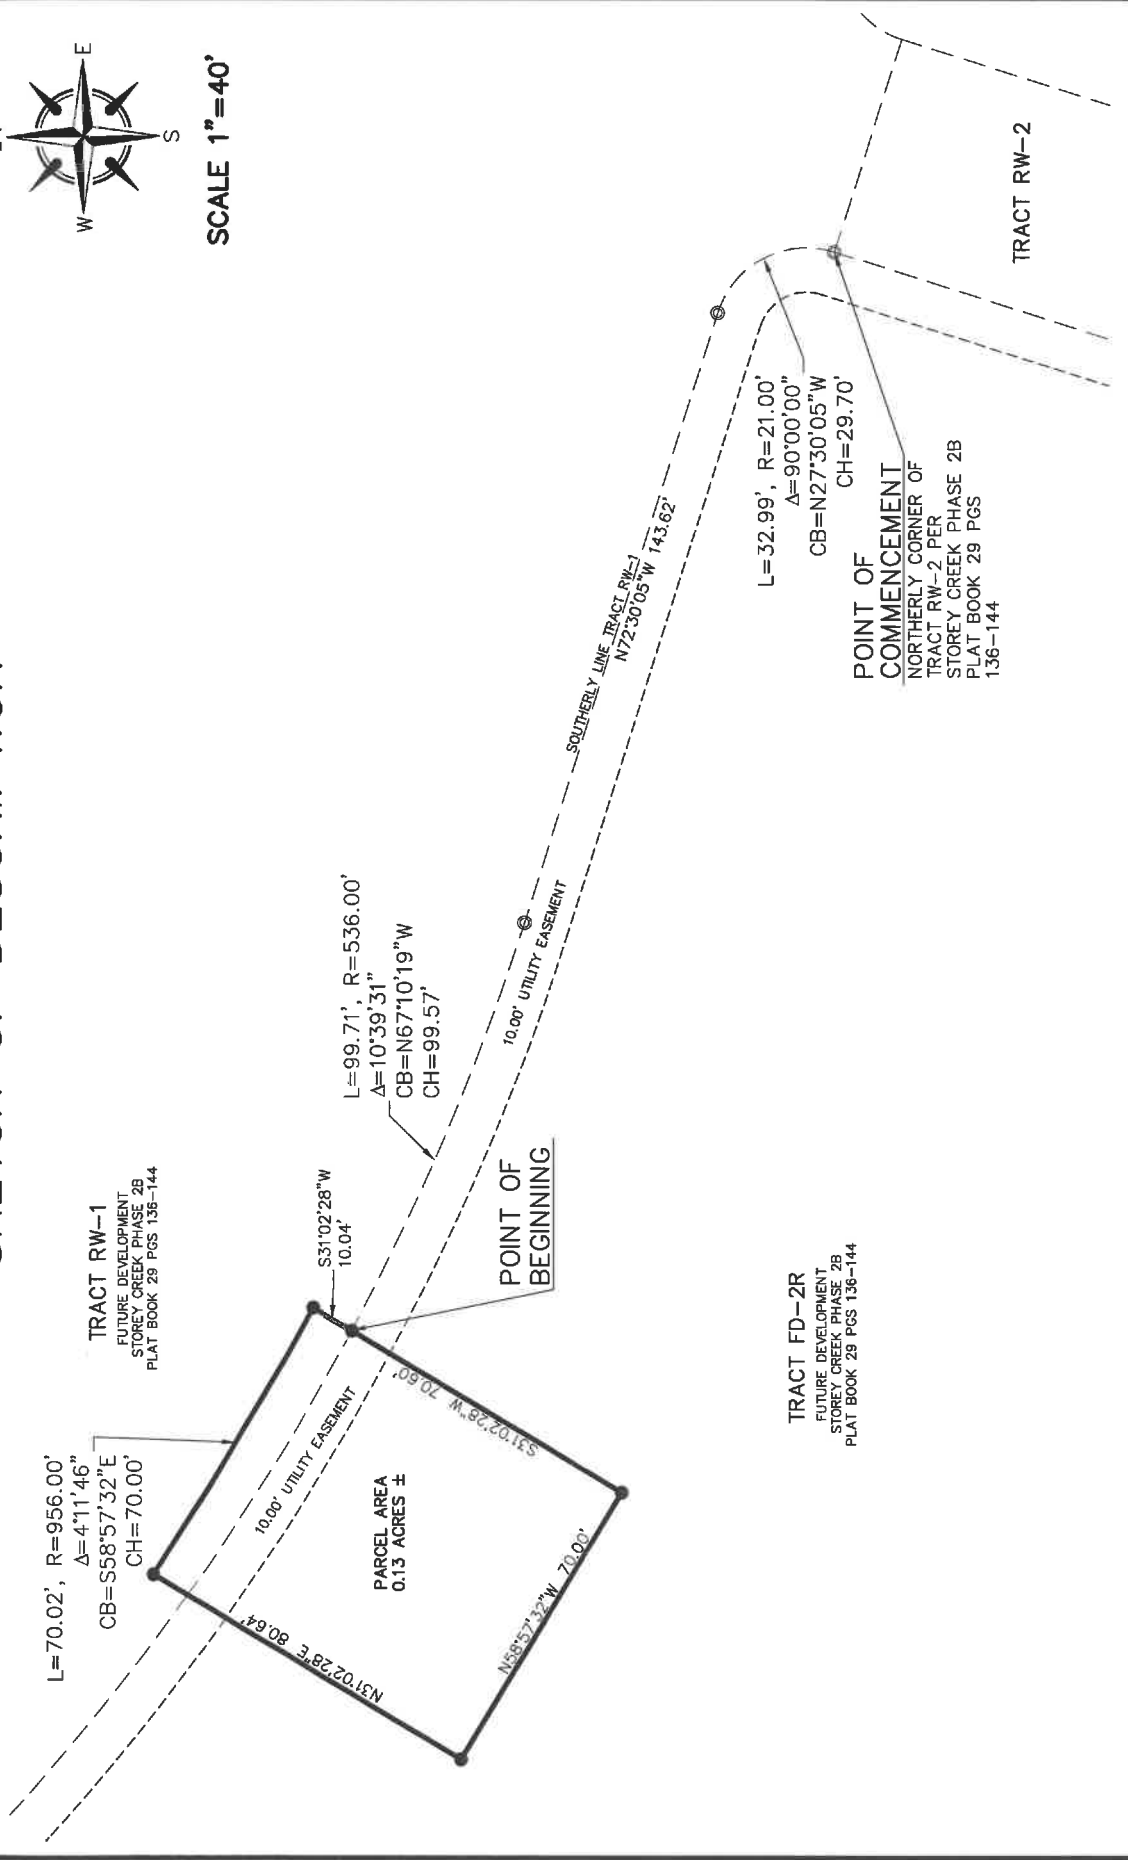 E
S
W
SCALE 1"=40'
TRACT RW-2
L=32.99', R=21.00'
Δ=90°00'00"
CB=N27°30'05"W
CH=29.70'
POINT OF
COMMENCEMENT
NORTHERLY CORNER OF
TRACT RW-2 PER
STOREY CREEK PHASE 2B
PLAT BOOK 29 PGS
136-144
SOUTHERLY LINE TRACT RW-1
N72°30'05"W 143.62'
10.00' UTILITY EASEMENT
L=99.71', R=536.00'
Δ=10°39'31"
CB=N67°10'19"W
CH=99.57'
POINT OF
BEGINNING
S31°02'28"W
10.04'
TRACT RW-1
FUTURE DEVELOPMENT
STOREY CREEK PHASE 2B
PLAT BOOK 29 PGS 136-144
L=70.02', R=956.00'
Δ=4°11'46"
CB=S58°57'32"E
CH=70.00'
10.00' UTILITY EASEMENT
S31°02'28"W 70.60'
PARCEL AREA
0.13 ACRES ±
N58°57'32"W 70.00'
N31°02'28"E 80.64'
TRACT FD-2R
FUTURE DEVELOPMENT
STOREY CREEK PHASE 2B
PLAT BOOK 29 PGS 136-144